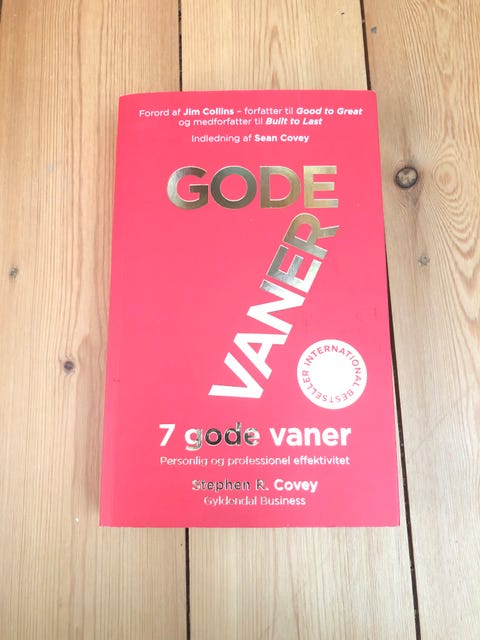 Forord af Jim Collins – forfatter til Good to Great
og medforfatter til Built to Last
Indledning af Sean Covey
GODE
VANER
INTERNATIONAL BESTSELLER
7 gode vaner
Personlig og professionel effektivitet
Stephen R. Covey
Gyldendal Business